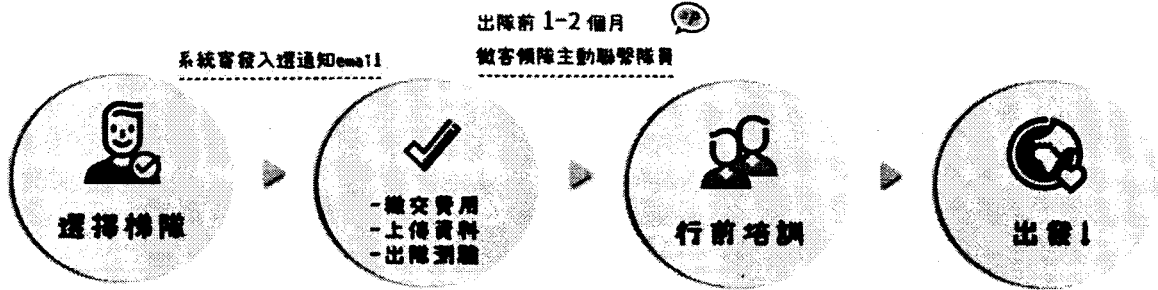 出隊前 1-2 個月
系統寄發入選通知email
微客領隊主動聯繫隊員
選擇梯隊
-繳交費用
-上傳資料
-出隊測驗
行前培訓
出發!